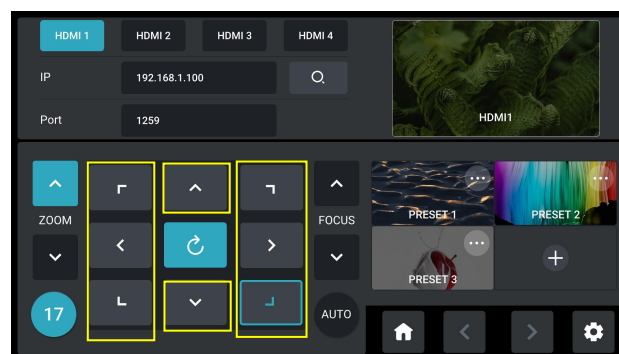 HDMI 1 HDMI 2 HDMI 3 HDMI 4
IP 192.168.1.100
Port 1259
HDMI1
ZOOM
17
FOCUS
AUTO
PRESET 1 PRESET 2
PRESET 3